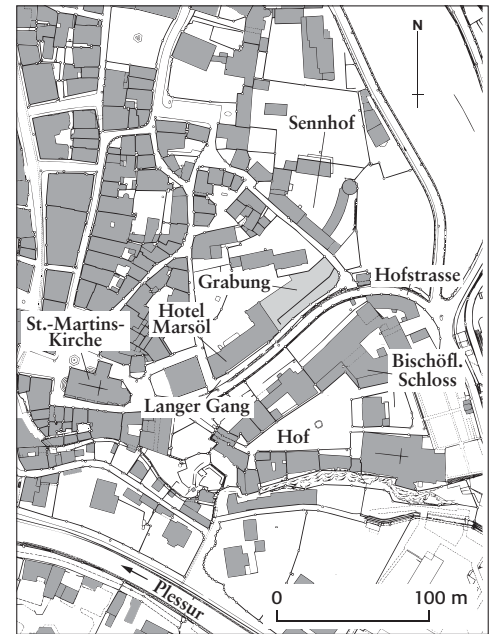 N
Sennhof
Grabung
Hofstrasse
Hotel
Marsöl
St.-Martins-
Kirche
Bischöfl.
Schloss
Langer Gang
Hof
Plessur
0 100 m